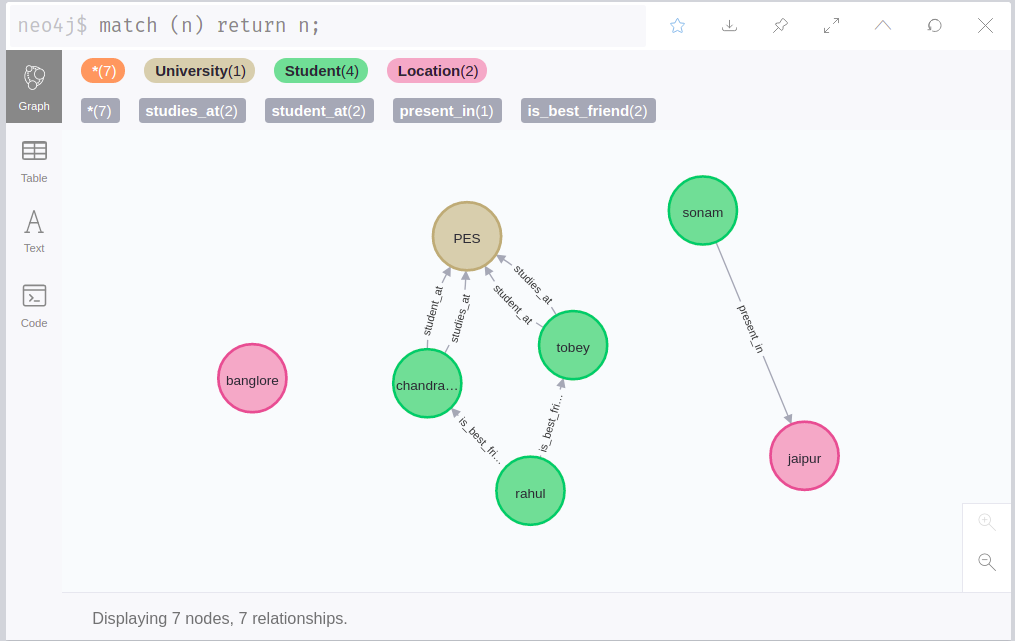 neo4j$ match (n) return n;
*(7) University(1) Student(4) Location(2)
*(7) studies_at(2) student_at(2) present_in(1) is_best_friend(2)
Graph
Table
Text
Code
PES
sonam
studies_at
student_at
student_at
studies_at
present_in
tobey
banglore
chandra…
is_best_fri…
is_best_fri…
jaipur
rahul
Displaying 7 nodes, 7 relationships.